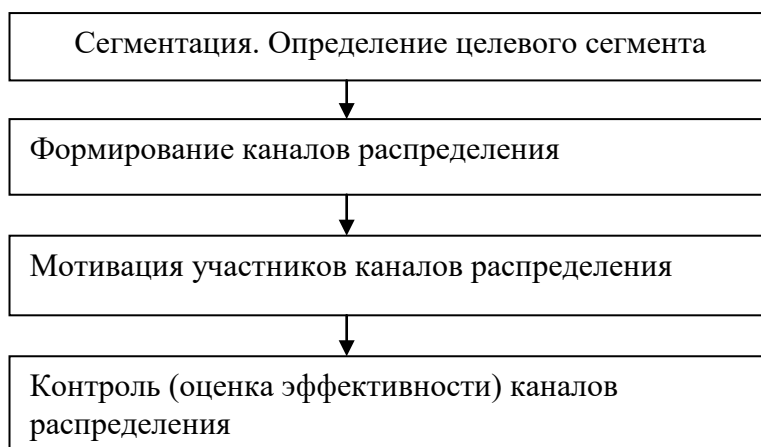 Сегментация. Определение целевого сегмента
Формирование каналов распределения
Мотивация участников каналов распределения
Контроль (оценка эффективности) каналов
распределения